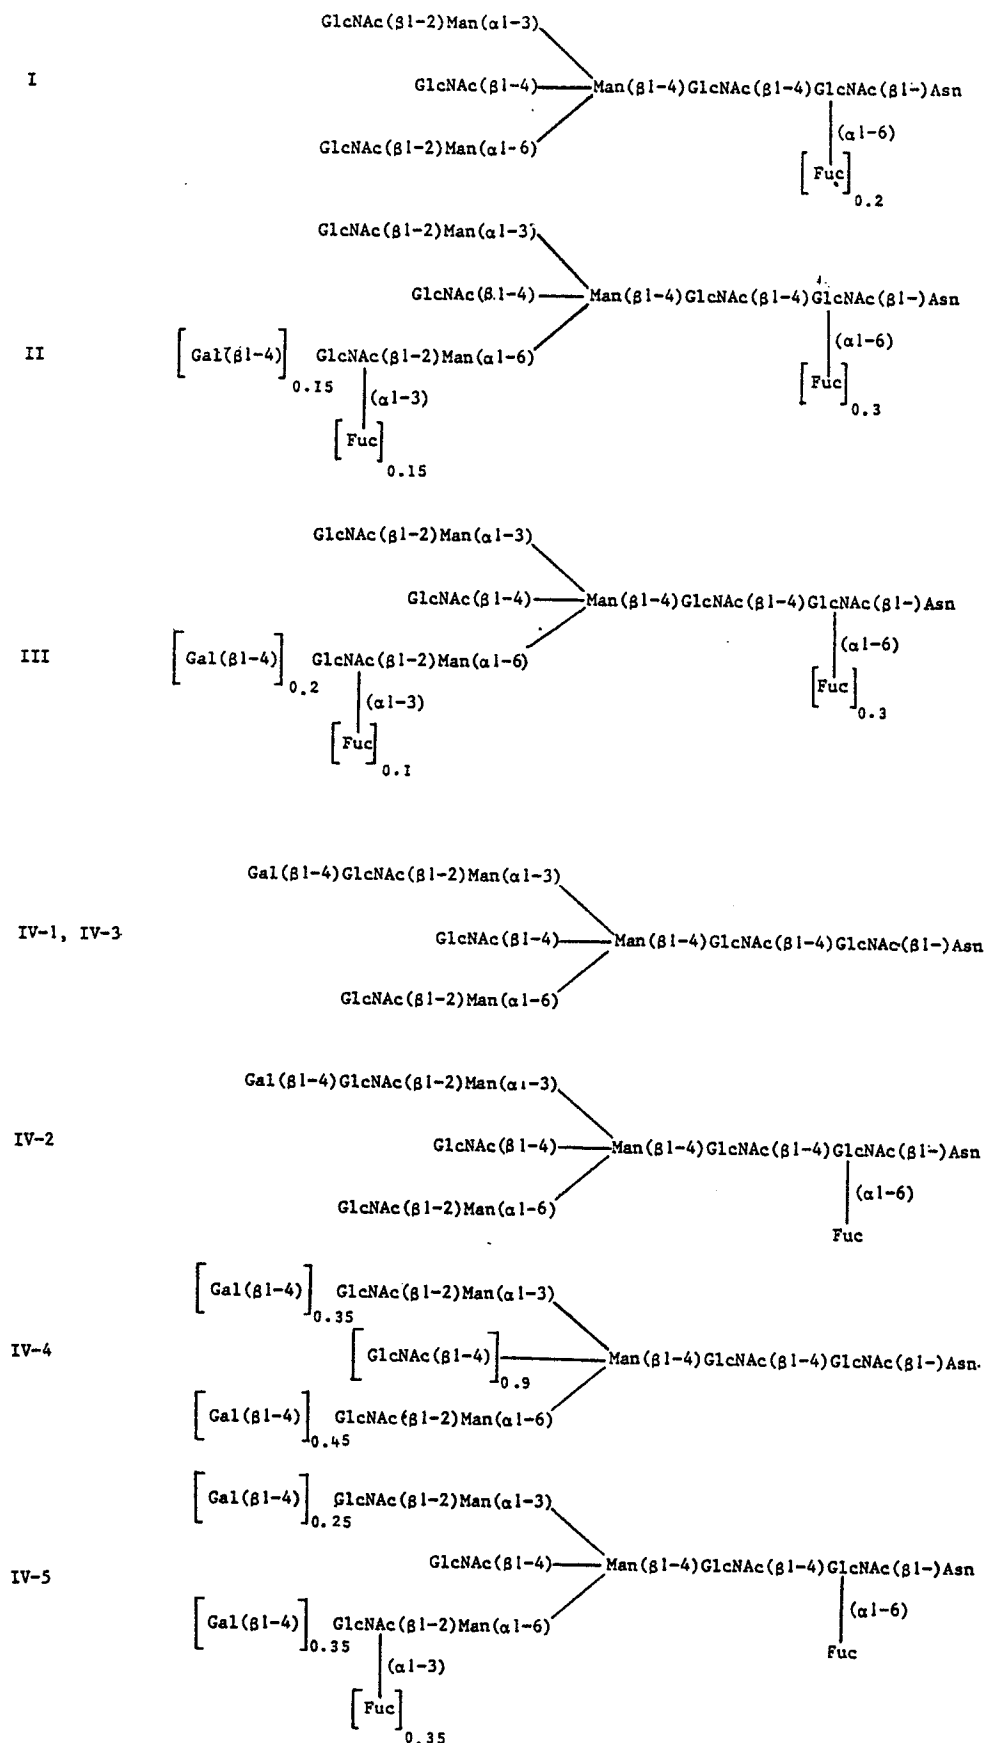 GlcNAc(β1-2)Man(α1-3)
I GlcNAc(β1-4) Man(β1-4)GlcNAc(β1-4)GlcNAc(β1-)Asn
(α1-6)
GlcNAc(β1-2)Man(α1-6)
[Fuc]0.2
GlcNAc(β1-2)Man(α1-3)
GlcNAc(β1-4) Man(β1-4)GlcNAc(β1-4)GlcNAc(β1-)Asn
II [Gal(β1-4)]0.15 GlcNAc(β1-2)Man(α1-6) (α1-6)
(α1-3) [Fuc]0.3
[Fuc]0.15
GlcNAc(β1-2)Man(α1-3)
GlcNAc(β1-4) Man(β1-4)GlcNAc(β1-4)GlcNAc(β1-)Asn
III [Gal(β1-4)]0.2 GlcNAc(β1-2)Man(α1-6) (α1-6)
(α1-3) [Fuc]0.3
[Fuc]0.1
Gal(β1-4)GlcNAc(β1-2)Man(α1-3)
IV-1, IV-3 GlcNAc(β1-4) Man(β1-4)GlcNAc(β1-4)GlcNAc(β1-)Asn
GlcNAc(β1-2)Man(α1-6)
Gal(β1-4)GlcNAc(β1-2)Man(α1-3)
IV-2 GlcNAc(β1-4) Man(β1-4)GlcNAc(β1-4)GlcNAc(β1-)Asn
(α1-6)
GlcNAc(β1-2)Man(α1-6)
Fuc
[Gal(β1-4)]0.35 GlcNAc(β1-2)Man(α1-3)
IV-4 [GlcNAc(β1-4)]0.9 Man(β1-4)GlcNAc(β1-4)GlcNAc(β1-)Asn
[Gal(β1-4)]0.45 GlcNAc(β1-2)Man(α1-6)
[Gal(β1-4)]0.25 GlcNAc(β1-2)Man(α1-3)
IV-5 GlcNAc(β1-4) Man(β1-4)GlcNAc(β1-4)GlcNAc(β1-)Asn
[Gal(β1-4)]0.35 GlcNAc(β1-2)Man(α1-6) (α1-6)
(α1-3) Fuc
[Fuc]0.35